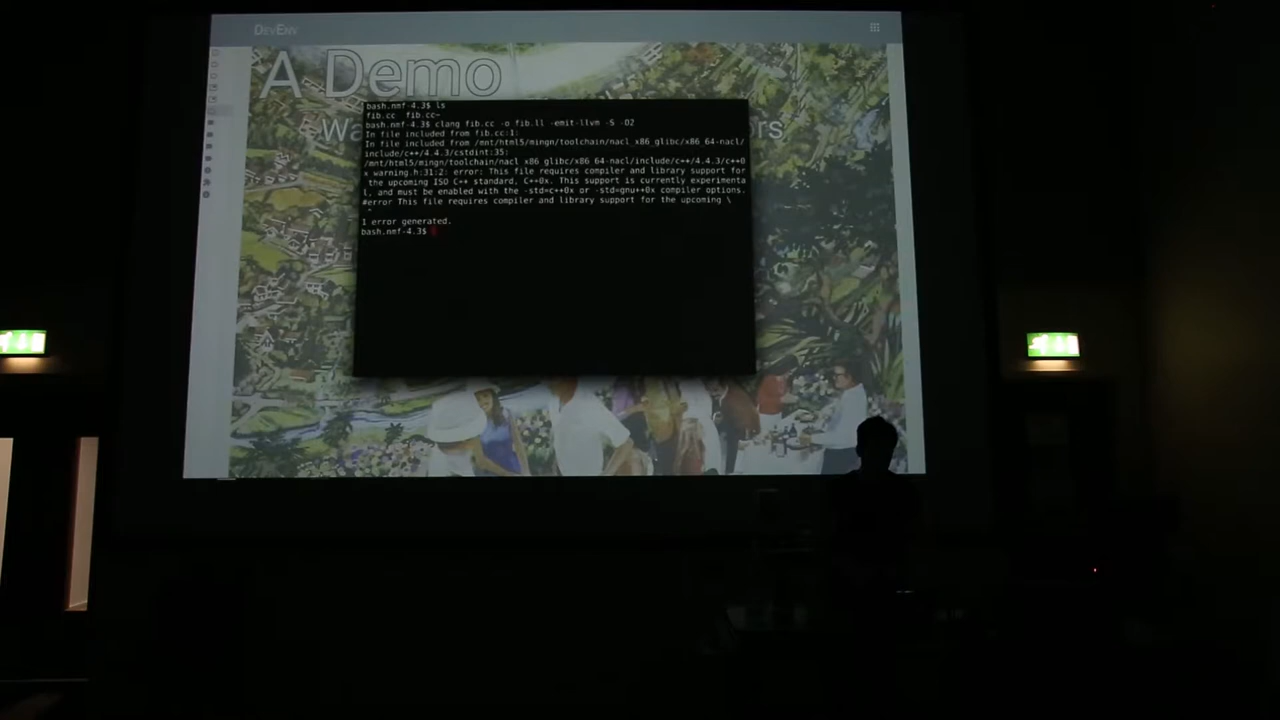 DEVENV
A Demo
Wa
ors
bash.nmf-4.3$ ls
fib.cc fib.cc~
bash.nmf-4.3$ clang fib.cc -o fib.ll -emit-llvm -S -O2
In file included from fib.cc:1:
In file included from /mnt/html5/mingn/toolchain/nacl_x86_glibc/x86_64-nacl/
include/c++/4.4.3/cstdint:35:
/mnt/html5/mingn/toolchain/nacl_x86_glibc/x86_64-nacl/include/c++/4.4.3/c++0
x_warning.h:31:2: error: This file requires compiler and library support for
the upcoming ISO C++ standard, C++0x. This support is currently experimenta
l, and must be enabled with the -std=c++0x or -std=gnu++0x compiler options.
#error This file requires compiler and library support for the upcoming \
^
1 error generated.
bash.nmf-4.3$